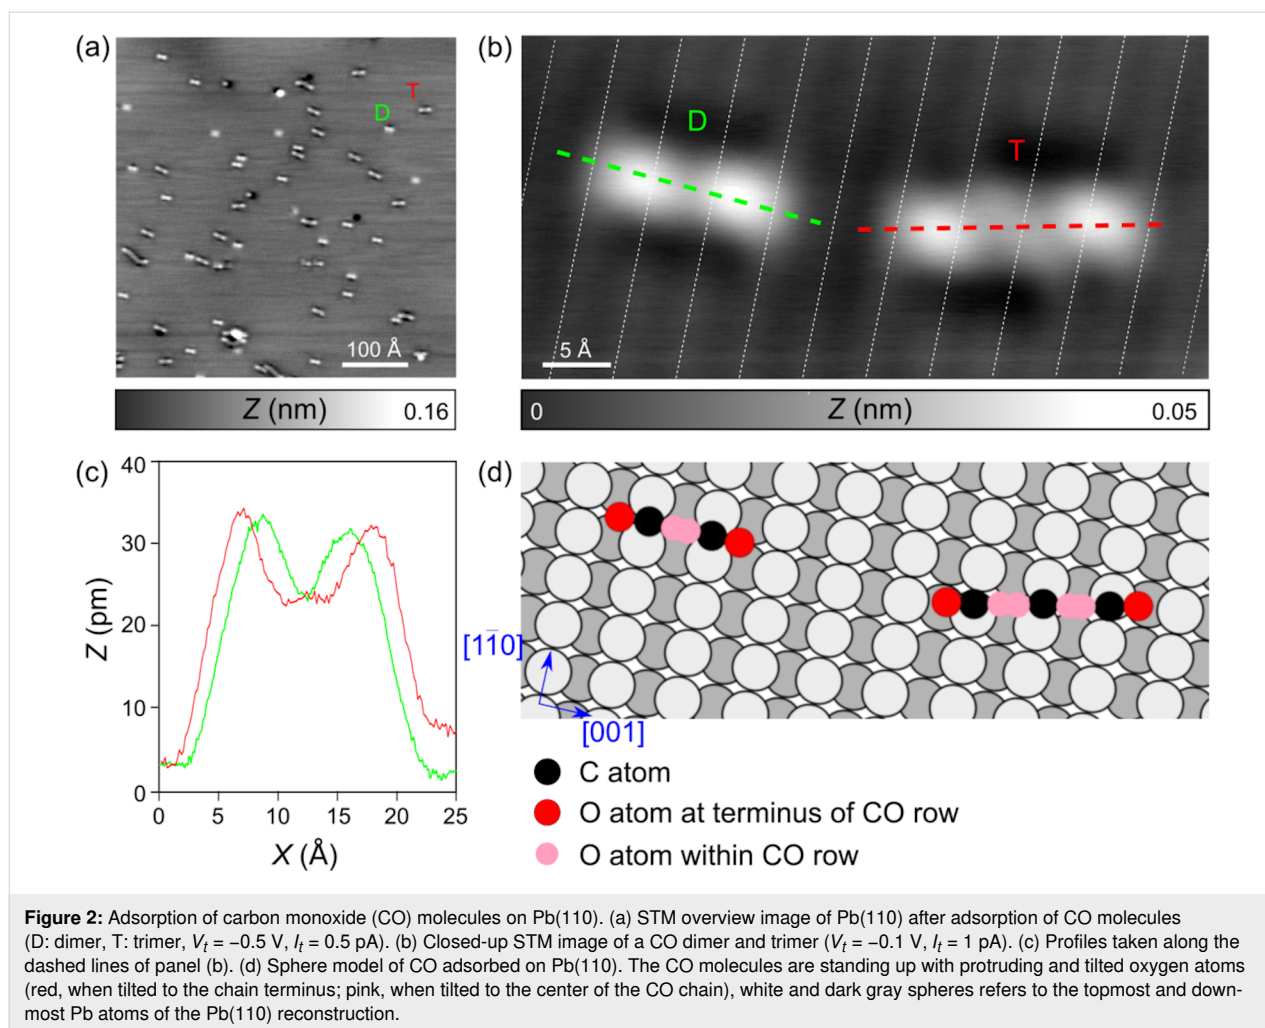 (a)
T
D
100 Å
Z (nm) 0.16
(b)
D
T
5 Å
0 Z (nm) 0.05
(c)
40
30
20
10
0
Z (pm)
0 5 10 15 20 25
X (Å)
(d)
[11̅0]
[001]
C atom
O atom at terminus of CO row
O atom within CO row
Figure 2: Adsorption of carbon monoxide (CO) molecules on Pb(110). (a) STM overview image of Pb(110) after adsorption of CO molecules
(D: dimer, T: trimer, Vt = −0.5 V, It = 0.5 pA). (b) Closed-up STM image of a CO dimer and trimer (Vt = −0.1 V, It = 1 pA). (c) Profiles taken along the
dashed lines of panel (b). (d) Sphere model of CO adsorbed on Pb(110). The CO molecules are standing up with protruding and tilted oxygen atoms
(red, when tilted to the chain terminus; pink, when tilted to the center of the CO chain), white and dark gray spheres refers to the topmost and down-
most Pb atoms of the Pb(110) reconstruction.